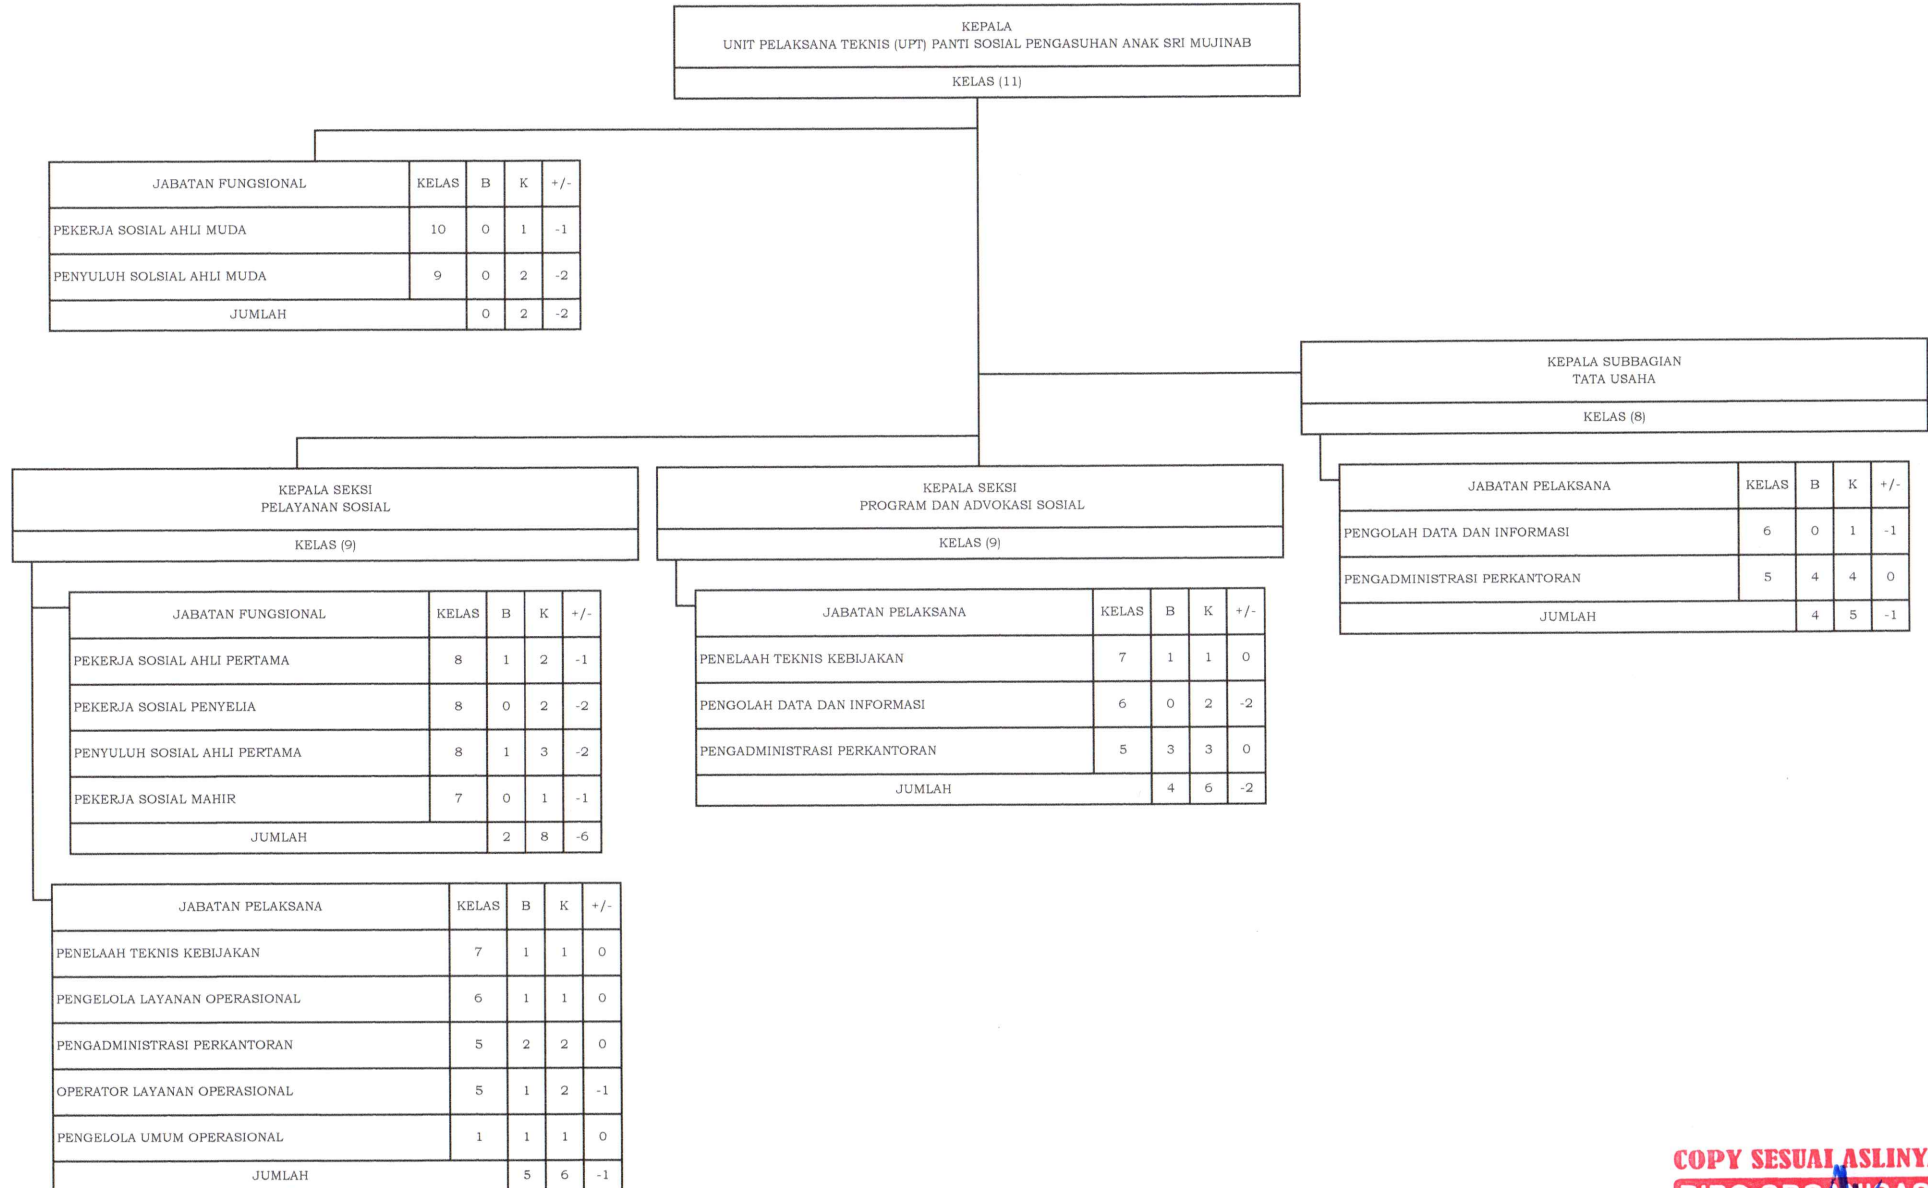 KEPALA
UNIT PELAKSANA TEKNIS (UPT) PANTI SOSIAL PENGASUHAN ANAK SRI MUJINAB
KELAS (11)
JABATAN FUNGSIONAL KELAS B K +/-
PEKERJA SOSIAL AHLI MUDA 10 0 1 -1
PENYULUH SOLSIAL AHLI MUDA 9 0 2 -2
JUMLAH 0 2 -2
KEPALA SUBBAGIAN
TATA USAHA
KELAS (8)
JABATAN PELAKSANA KELAS B K +/-
PENGOLAH DATA DAN INFORMASI 6 0 1 -1
PENGADMINISTRASI PERKANTORAN 5 4 4 0
JUMLAH 4 5 -1
KEPALA SEKSI
PELAYANAN SOSIAL
KELAS (9)
JABATAN FUNGSIONAL KELAS B K +/-
PEKERJA SOSIAL AHLI PERTAMA 8 1 2 -1
PEKERJA SOSIAL PENYELIA 8 0 2 -2
PENYULUH SOSIAL AHLI PERTAMA 8 1 3 -2
PEKERJA SOSIAL MAHIR 7 0 1 -1
JUMLAH 2 8 -6
JABATAN PELAKSANA KELAS B K +/-
PENELAAH TEKNIS KEBIJAKAN 7 1 1 0
PENGELOLA LAYANAN OPERASIONAL 6 1 1 0
PENGADMINISTRASI PERKANTORAN 5 2 2 0
OPERATOR LAYANAN OPERASIONAL 5 1 2 -1
PENGELOLA UMUM OPERASIONAL 1 1 1 0
JUMLAH 5 6 -1
KEPALA SEKSI
PROGRAM DAN ADVOKASI SOSIAL
KELAS (9)
JABATAN PELAKSANA KELAS B K +/-
PENELAAH TEKNIS KEBIJAKAN 7 1 1 0
PENGOLAH DATA DAN INFORMASI 6 0 2 -2
PENGADMINISTRASI PERKANTORAN 5 3 3 0
JUMLAH 4 6 -2
COPY SESUAI ASLINY